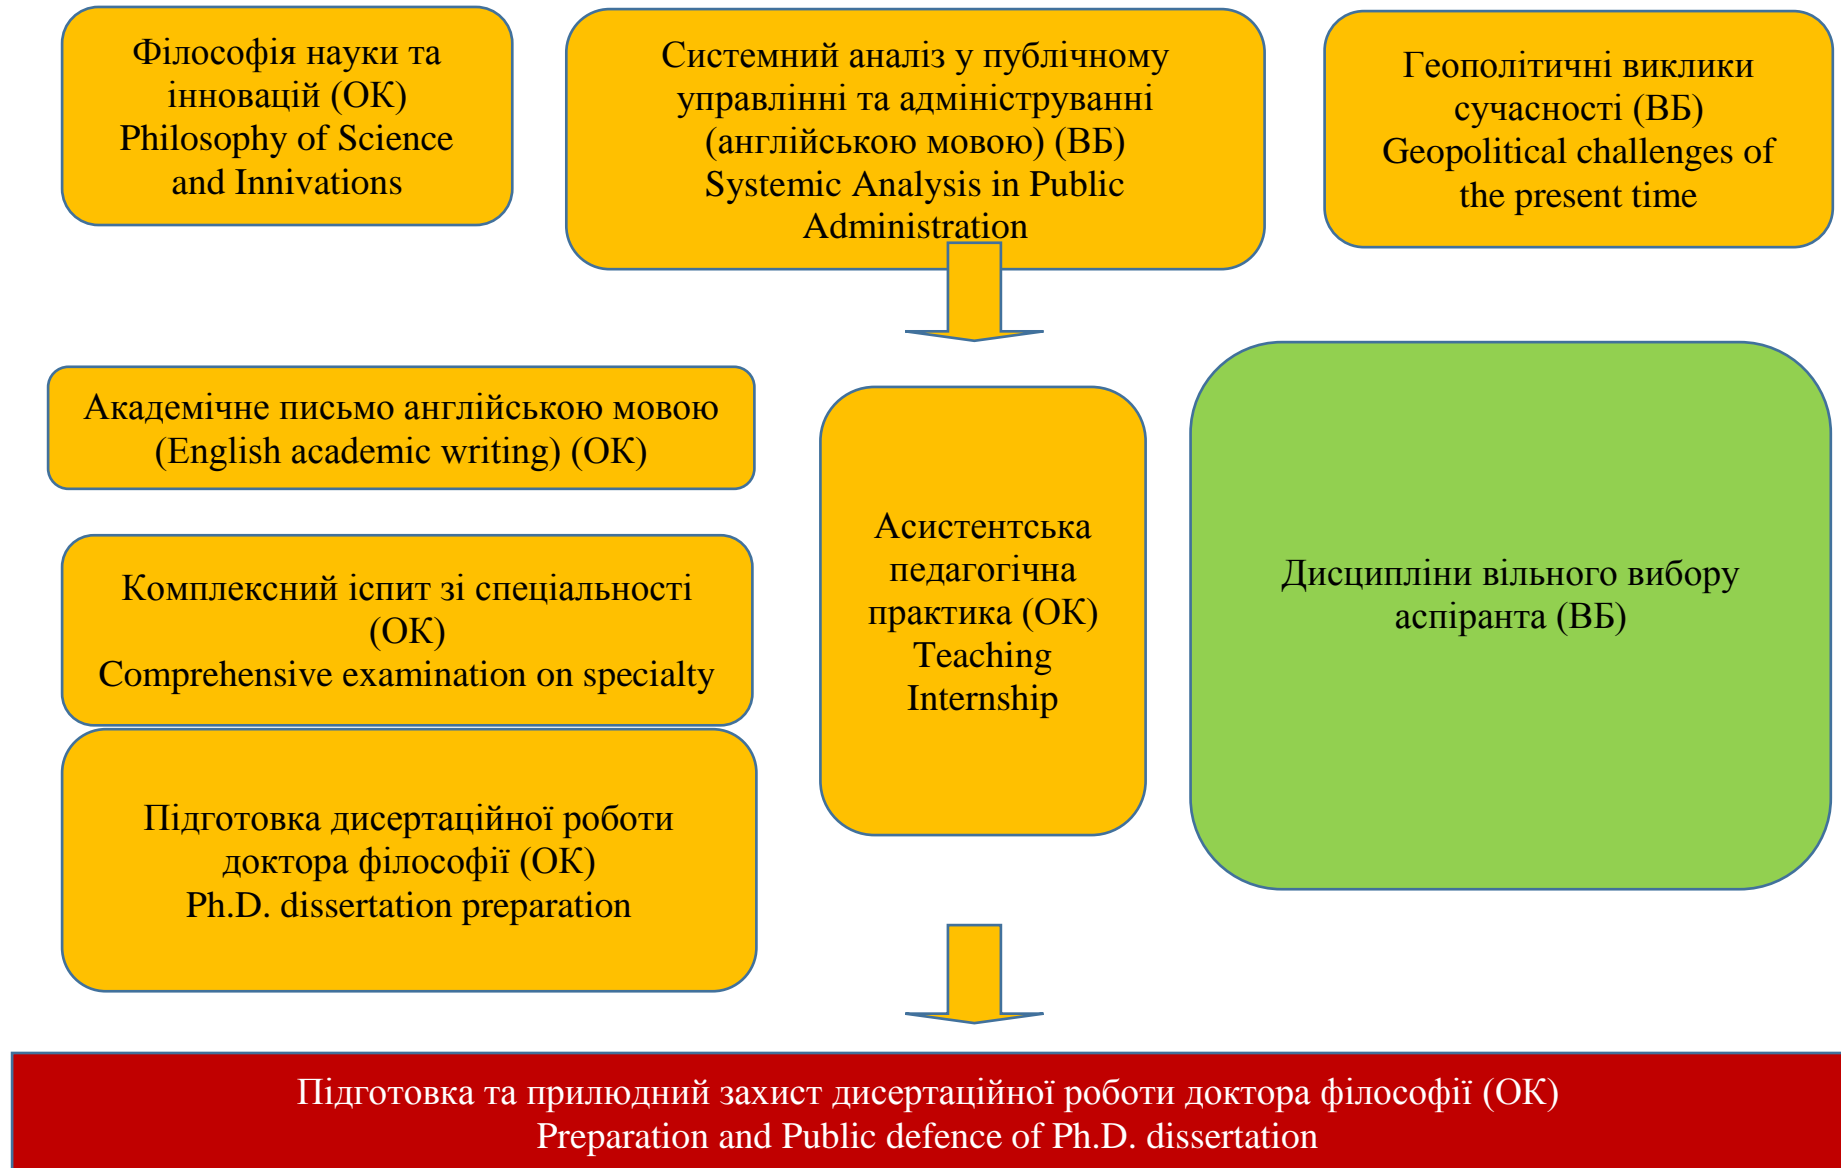 Філософія науки та
інновацій (ОК)
Philosophy of Science
and Innivations
Системний аналіз у публічному
управлінні та адмініструванні
(англійською мовою) (ВБ)
Systemic Analysis in Public
Administration
Геополітичні виклики
сучасності (ВБ)
Geopolitical challenges of
the present time
Академічне письмо англійською мовою
(English academic writing) (ОК)
Комплексний іспит зі спеціальності
(ОК)
Comprehensive examination on specialty
Підготовка дисертаційної роботи
доктора філософії (ОК)
Ph.D. dissertation preparation
Асистентська
педагогічна
практика (ОК)
Teaching
Internship
Дисципліни вільного вибору
аспіранта (ВБ)
Підготовка та прилюдний захист дисертаційної роботи доктора філософії (ОК)
Preparation and Public defence of Ph.D. dissertation